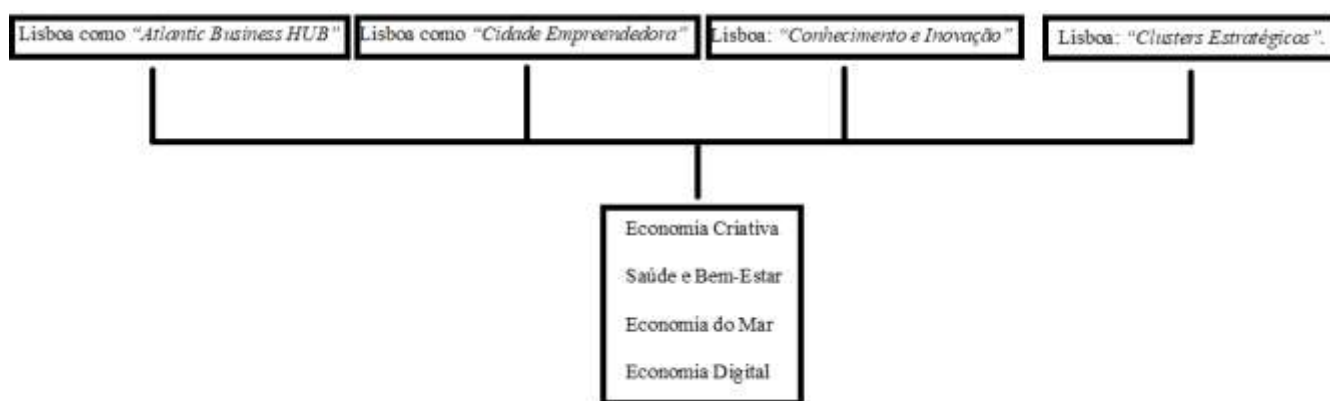 Lisboa como “Atlantic Business HUB”
Lisboa como “Cidade Empreendedora”
Lisboa: “Conhecimento e Inovação”
Lisboa: “Clusters Estratégicos”.
Economia Criativa
Saúde e Bem-Estar
Economia do Mar
Economia Digital